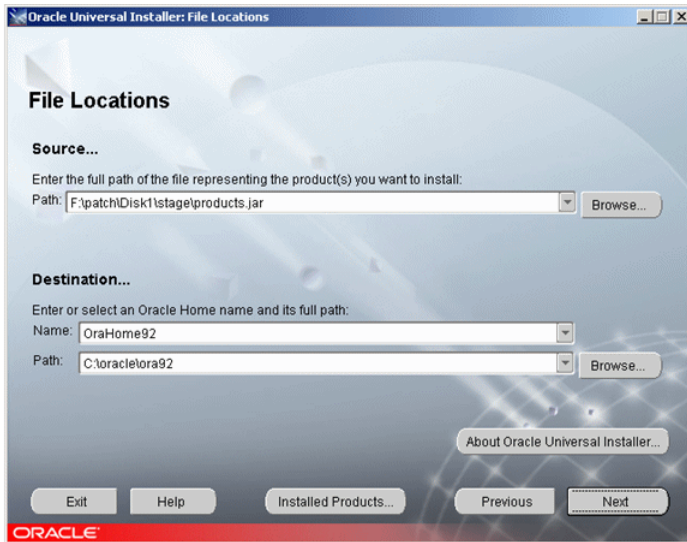 Oracle Universal Installer: File Locations
File Locations
Source...
Enter the full path of the file representing the product(s) you want to install:
Path: F:\patch\Disk1\stage\products.jar Browse...
Destination...
Enter or select an Oracle Home name and its full path:
Name: OraHome92
Path: C:\oracle\ora92 Browse...
About Oracle Universal Installer...
Exit Help Installed Products... Previous Next
ORACLE